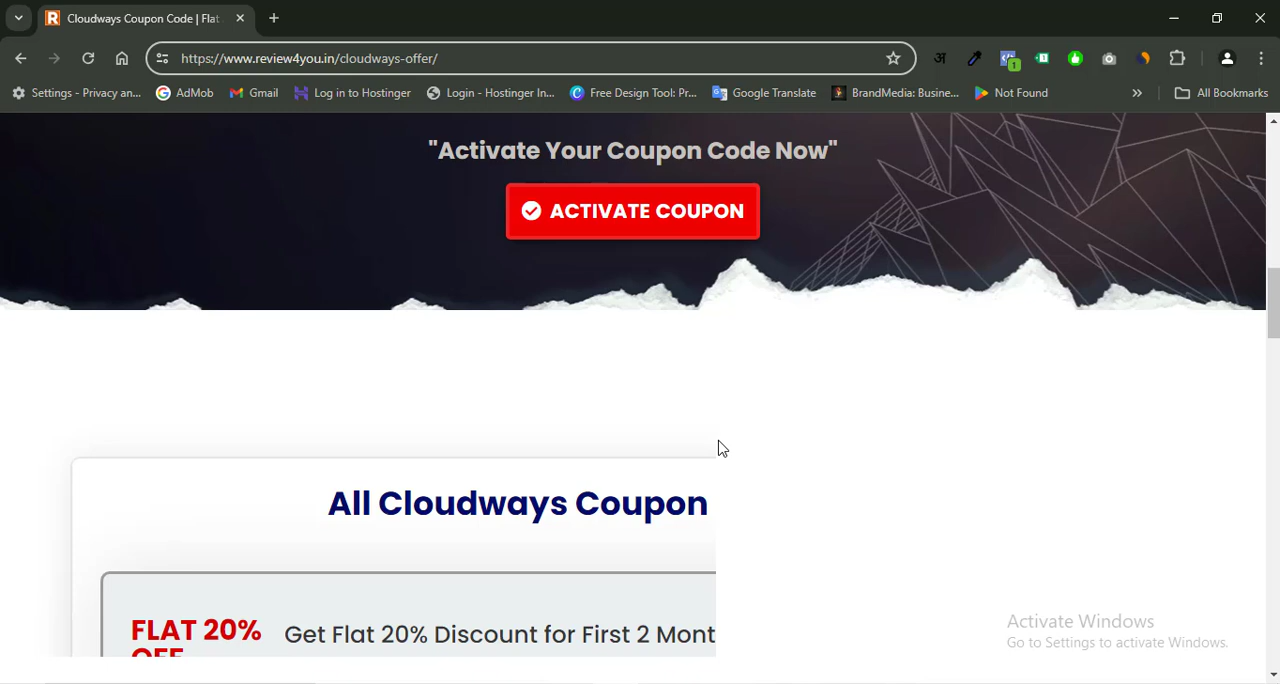 Cloudways Coupon Code | Flat
https://www.review4you.in/cloudways-offer/
अ
1
Settings - Privacy an...
AdMob
Gmail
Log in to Hostinger
Login - Hostinger In...
Free Design Tool: Pr...
Google Translate
BrandMedia: Busine...
Not Found
»
All Bookmarks
"Activate Your Coupon Code Now"
ACTIVATE COUPON
All Cloudways Coupon
FLAT 20%
OFF
Get Flat 20% Discount for First 2 Mont
Activate Windows
Go to Settings to activate Windows.